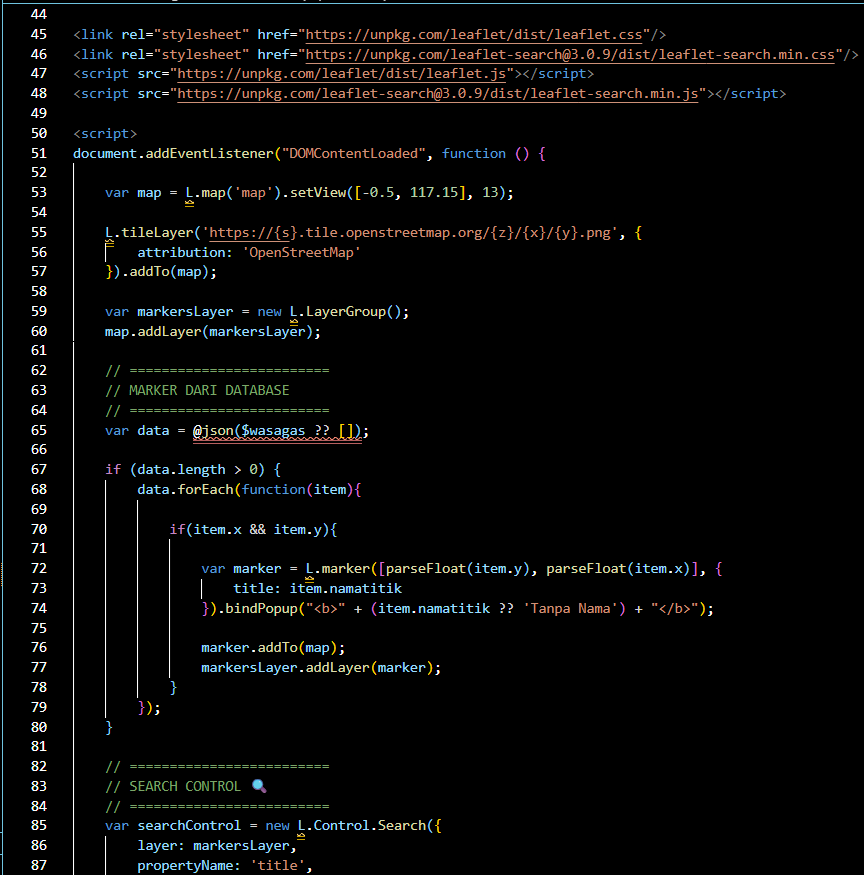 44
45 <link rel="stylesheet" href="https://unpkg.com/leaflet/dist/leaflet.css"/>
46 <link rel="stylesheet" href="https://unpkg.com/leaflet-search@3.0.9/dist/leaflet-search.min.css"/>
47 <script src="https://unpkg.com/leaflet/dist/leaflet.js"></script>
48 <script src="https://unpkg.com/leaflet-search@3.0.9/dist/leaflet-search.min.js"></script>
49
50 <script>
51 document.addEventListener("DOMContentLoaded", function () {
52
53     var map = L.map('map').setView([-0.5, 117.15], 13);
54
55     L.tileLayer('https://{s}.tile.openstreetmap.org/{z}/{x}/{y}.png', {
56         attribution: 'OpenStreetMap'
57     }).addTo(map);
58
59     var markersLayer = new L.LayerGroup();
60     map.addLayer(markersLayer);
61
62     // =========================
63     // MARKER DARI DATABASE
64     // =========================
65     var data = @json($wasagas ?? []);
66
67     if (data.length > 0) {
68         data.forEach(function(item){
69
70             if(item.x && item.y){
71
72                 var marker = L.marker([parseFloat(item.y), parseFloat(item.x)], {
73                     title: item.namatitik
74                 }).bindPopup("<b>" + (item.namatitik ?? 'Tanpa Nama') + "</b>");
75
76                 marker.addTo(map);
77                 markersLayer.addLayer(marker);
78             }
79         });
80     }
81
82     // =========================
83     // SEARCH CONTROL 🔍
84     // =========================
85     var searchControl = new L.Control.Search({
86         layer: markersLayer,
87         propertyName: 'title',